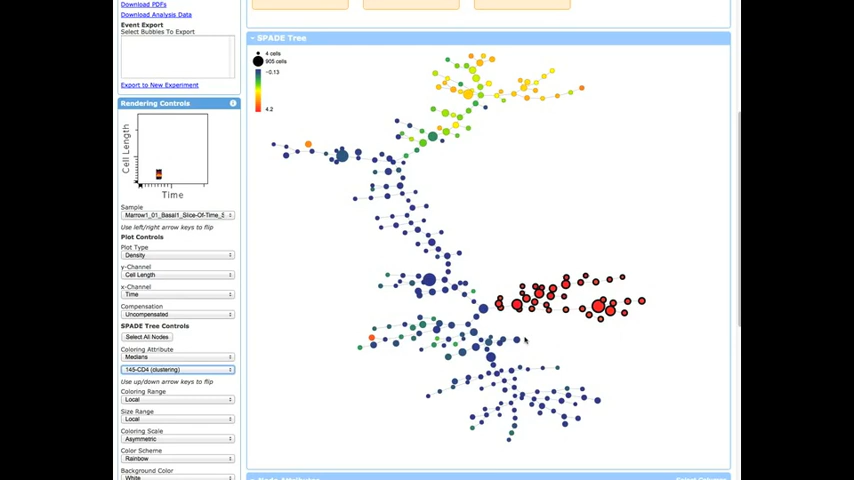 Download PDFs
Download Analysis Data
Event Export
Select Bubbles To Export
Export to New Experiment
Rendering Controls
Cell Length
Time
Sample
Marrow1_01_Basal1_Slice-Of-Time_S
Use left/right arrow keys to flip
Plot Controls
Plot Type
Density
y-Channel
Cell Length
x-Channel
Time
Compensation
Uncompensated
SPADE Tree Controls
Select All Nodes
Coloring Attribute
Medians
145-CD4 (clustering)
Use up/down arrow keys to flip
Coloring Range
Local
Size Range
Local
Coloring Scale
Asymmetric
Color Scheme
Rainbow
Background Color
White
SPADE Tree
4 cells
905 cells
-0.13
4.2
Node Attributes
Select Columns